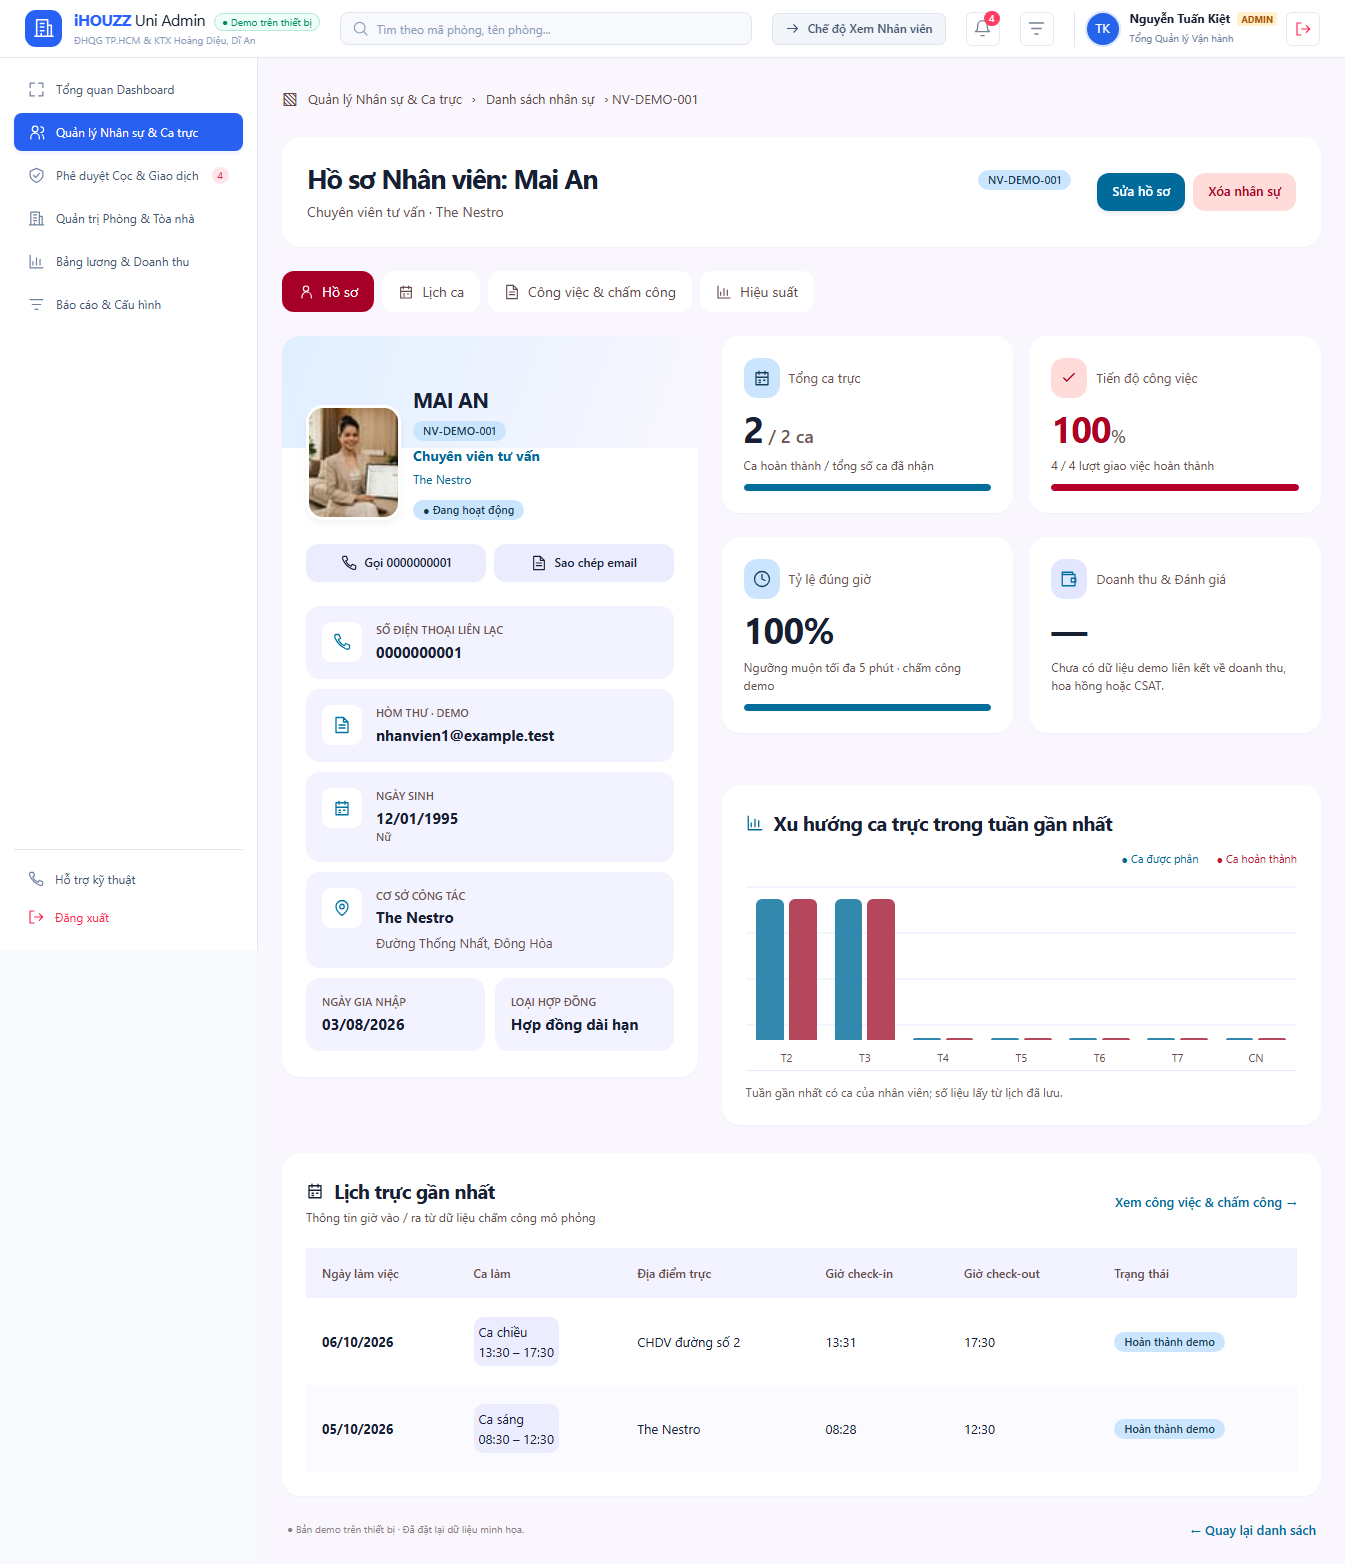 iHOUZZ Uni Admin
● Demo trên thiết bị
ĐHQG TP.HCM & KTX Hoàng Diệu, Dĩ An
Tìm theo mã phòng, tên phòng...
→ Chế độ Xem Nhân viên
4
TK
Nguyễn Tuấn Kiệt ADMIN
Tổng Quản lý Vận hành
Tổng quan Dashboard
Quản lý Nhân sự & Ca trực
Phê duyệt Cọc & Giao dịch 4
Quản trị Phòng & Tòa nhà
Bảng lương & Doanh thu
Báo cáo & Cấu hình
Hỗ trợ kỹ thuật
Đăng xuất
Quản lý Nhân sự & Ca trực › Danh sách nhân sự › NV-DEMO-001
Hồ sơ Nhân viên: Mai An
Chuyên viên tư vấn · The Nestro
NV-DEMO-001
Sửa hồ sơ
Xóa nhân sự
Hồ sơ
Lịch ca
Công việc & chấm công
Hiệu suất
MAI AN
NV-DEMO-001
Chuyên viên tư vấn
The Nestro
● Đang hoạt động
Gọi 0000000001
Sao chép email
SỐ ĐIỆN THOẠI LIÊN LẠC
0000000001
HÒM THƯ · DEMO
nhanvien1@example.test
NGÀY SINH
12/01/1995
Nữ
CƠ SỞ CÔNG TÁC
The Nestro
Đường Thống Nhất, Đông Hòa
NGÀY GIA NHẬP
03/08/2026
LOẠI HỢP ĐỒNG
Hợp đồng dài hạn
Tổng ca trực
2 / 2 ca
Ca hoàn thành / tổng số ca đã nhận
Tiến độ công việc
100%
4 / 4 lượt giao việc hoàn thành
Tỷ lệ đúng giờ
100%
Ngưỡng muộn tối đa 5 phút · chấm công
demo
Doanh thu & Đánh giá
—
Chưa có dữ liệu demo liên kết về doanh thu,
hoa hồng hoặc CSAT.
Xu hướng ca trực trong tuần gần nhất
● Ca được phân ● Ca hoàn thành
T2 T3 T4 T5 T6 T7 CN
Tuần gần nhất có ca của nhân viên; số liệu lấy từ lịch đã lưu.
Lịch trực gần nhất
Thông tin giờ vào / ra từ dữ liệu chấm công mô phỏng
Xem công việc & chấm công →
Ngày làm việc Ca làm Địa điểm trực Giờ check-in Giờ check-out Trạng thái
06/10/2026 Ca chiều 13:30 – 17:30 CHDV đường số 2 13:31 17:30 Hoàn thành demo
05/10/2026 Ca sáng 08:30 – 12:30 The Nestro 08:28 12:30 Hoàn thành demo
● Bản demo trên thiết bị · Đã đặt lại dữ liệu minh họa.
← Quay lại danh sách